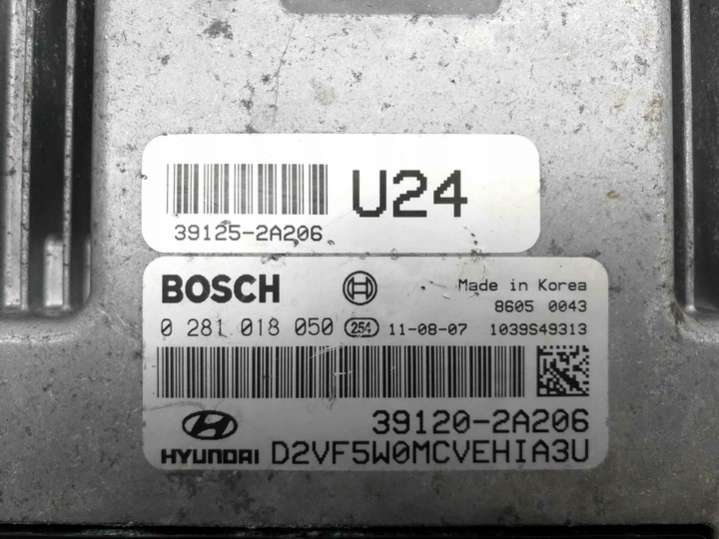 U24
39125-2A206
BOSCH Made in Korea
8605 0043
0 281 018 050 254 11-08-07 1039S49313
39120-2A206
HYUNDAI D2VF5W0MCVEHIA3U